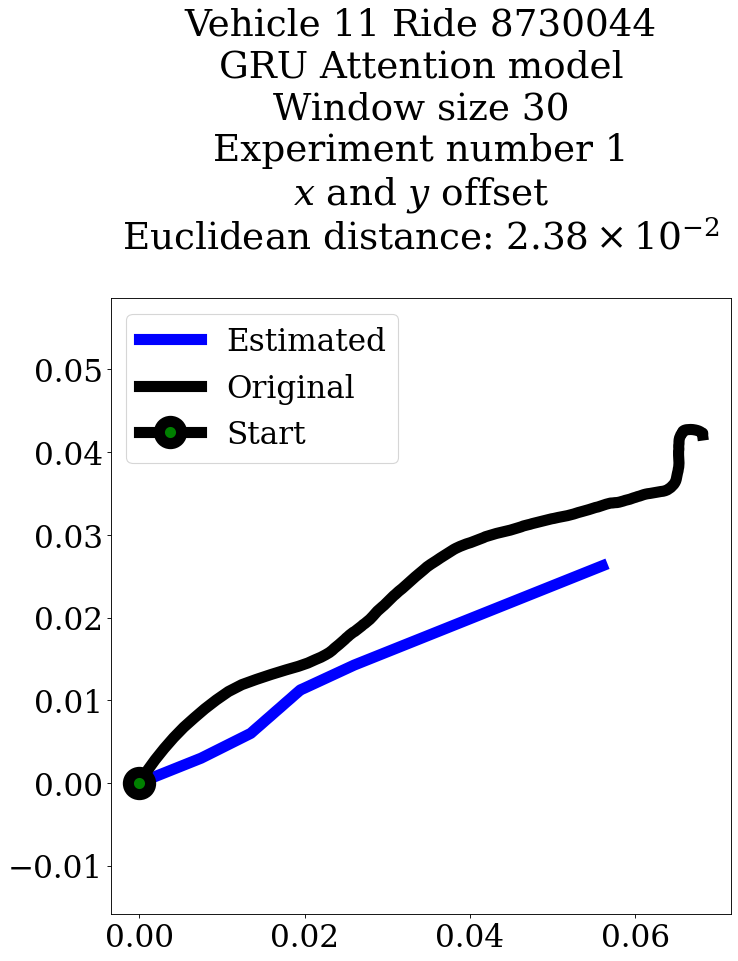 Vehicle 11 Ride 8730044
GRU Attention model
Window size 30
Experiment number 1
x and y offset
Euclidean distance: 2.38 × 10⁻²
Estimated
Original
Start
0.05
0.04
0.03
0.02
0.01
0.00
−0.01
0.00 0.02 0.04 0.06